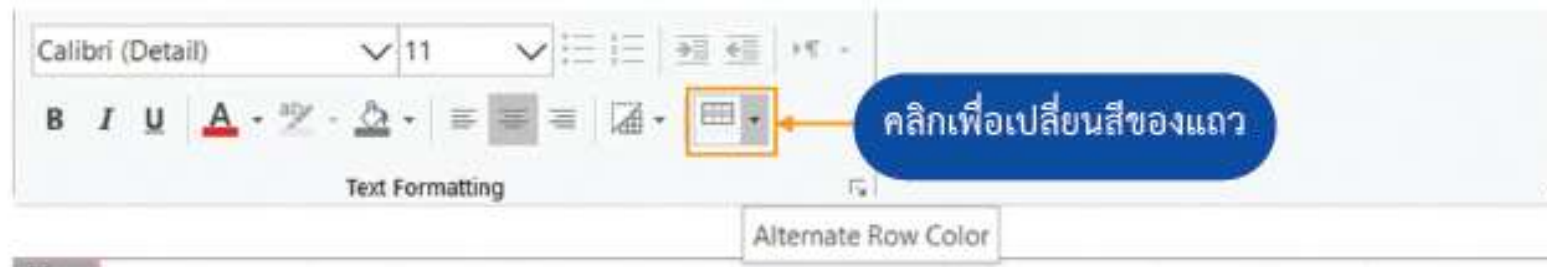 Calibri (Detail) 11
B I U A
คลิกเพื่อเปลี่ยนสีของแถว
Text Formatting
Alternate Row Color